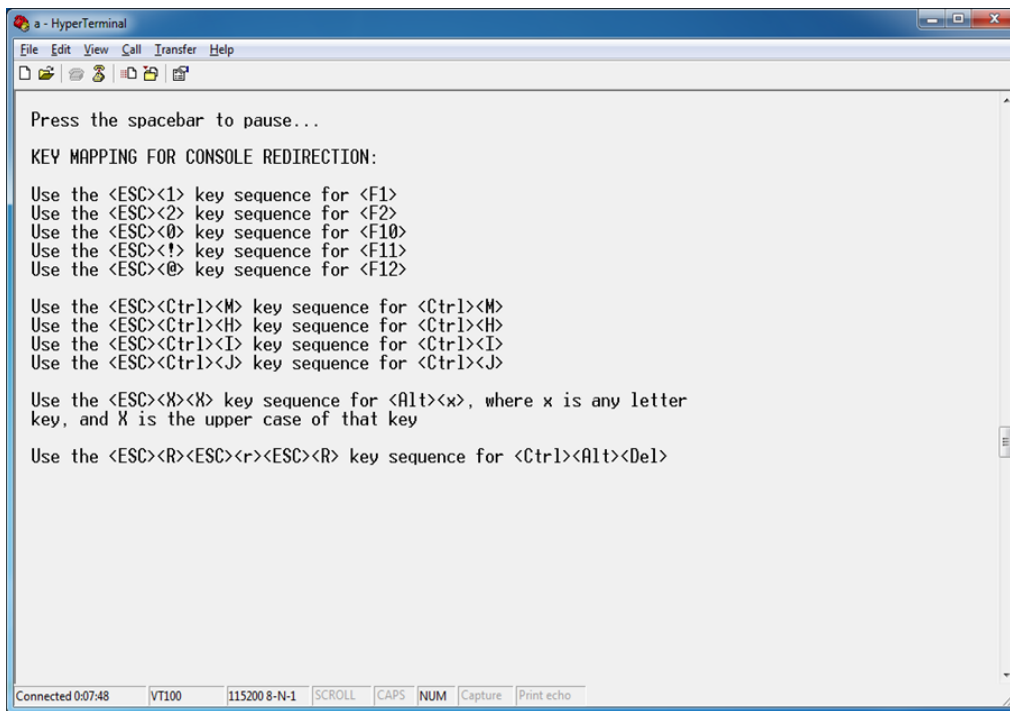 a - HyperTerminal
File Edit View Call Transfer Help
Press the spacebar to pause...
KEY MAPPING FOR CONSOLE REDIRECTION:
Use the <ESC><1> key sequence for <F1>
Use the <ESC><2> key sequence for <F2>
Use the <ESC><0> key sequence for <F10>
Use the <ESC><!> key sequence for <F11>
Use the <ESC><@> key sequence for <F12>
Use the <ESC><Ctrl><M> key sequence for <Ctrl><M>
Use the <ESC><Ctrl><H> key sequence for <Ctrl><H>
Use the <ESC><Ctrl><I> key sequence for <Ctrl><I>
Use the <ESC><Ctrl><J> key sequence for <Ctrl><J>
Use the <ESC><X><X> key sequence for <Alt><x>, where x is any letter
key, and X is the upper case of that key
Use the <ESC><R><ESC><r><ESC><R> key sequence for <Ctrl><Alt><Del>
Connected 0:07:48 VT100 115200 8-N-1 SCROLL CAPS NUM Capture Print echo